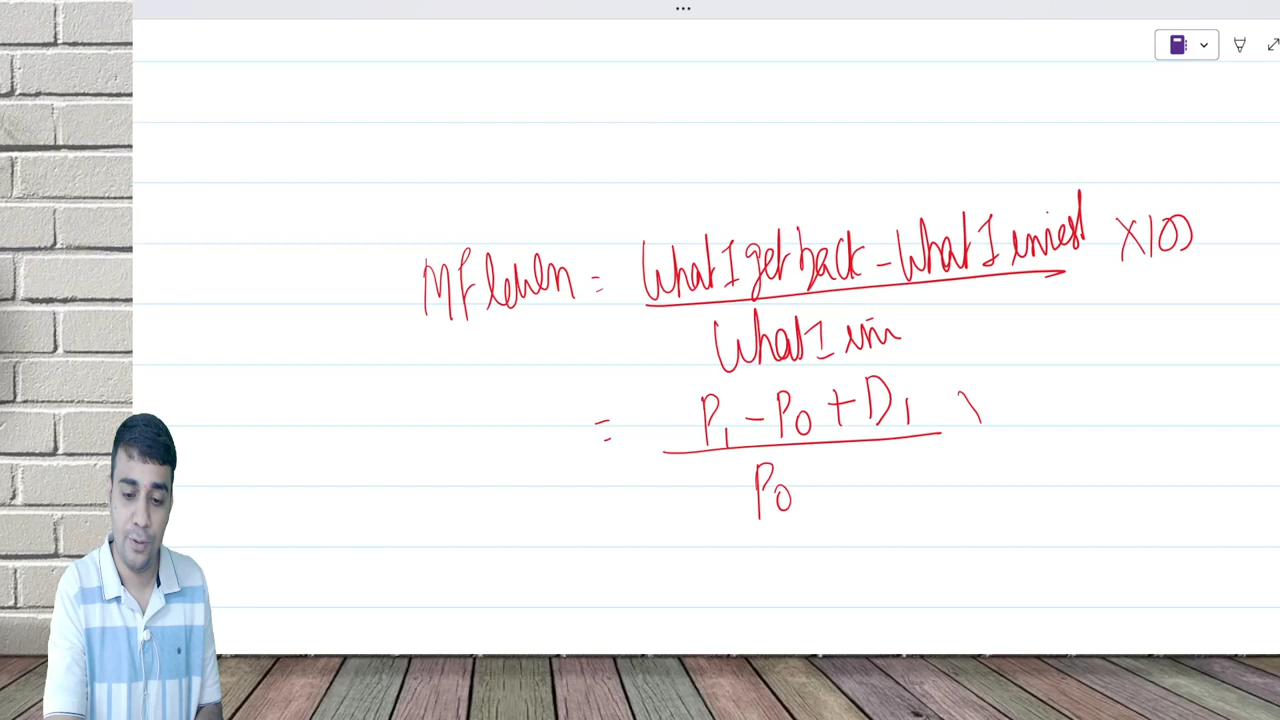 MF return = What I get back - What I invest × 100
What I inv
= P₁ - P₀ + D₁
P₀